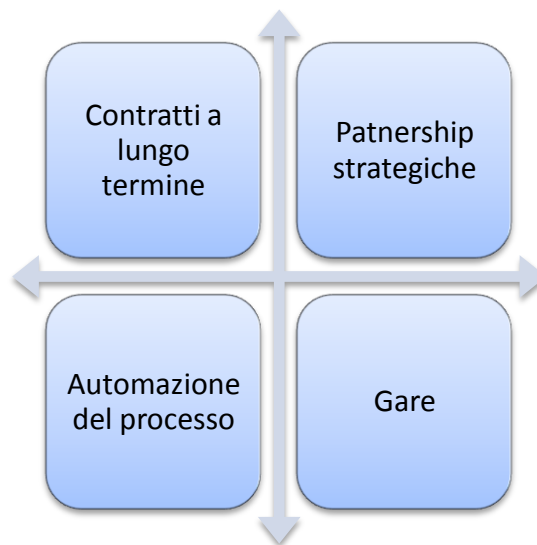 Contratti a
lungo
termine
Patnership
strategiche
Automazione
del processo
Gare